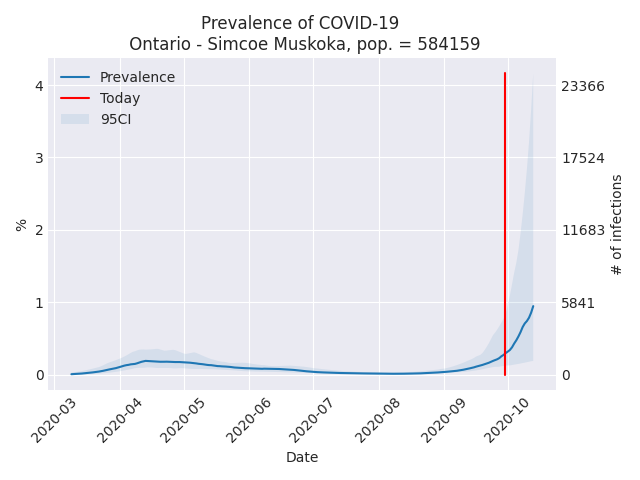 Prevalence of COVID-19
Ontario - Simcoe Muskoka, pop. = 584159
Prevalence
Today
95CI
%
4
3
2
1
0
23366
17524
11683
5841
0
# of infections
2020-03
2020-04
2020-05
2020-06
2020-07
2020-08
2020-09
2020-10
Date